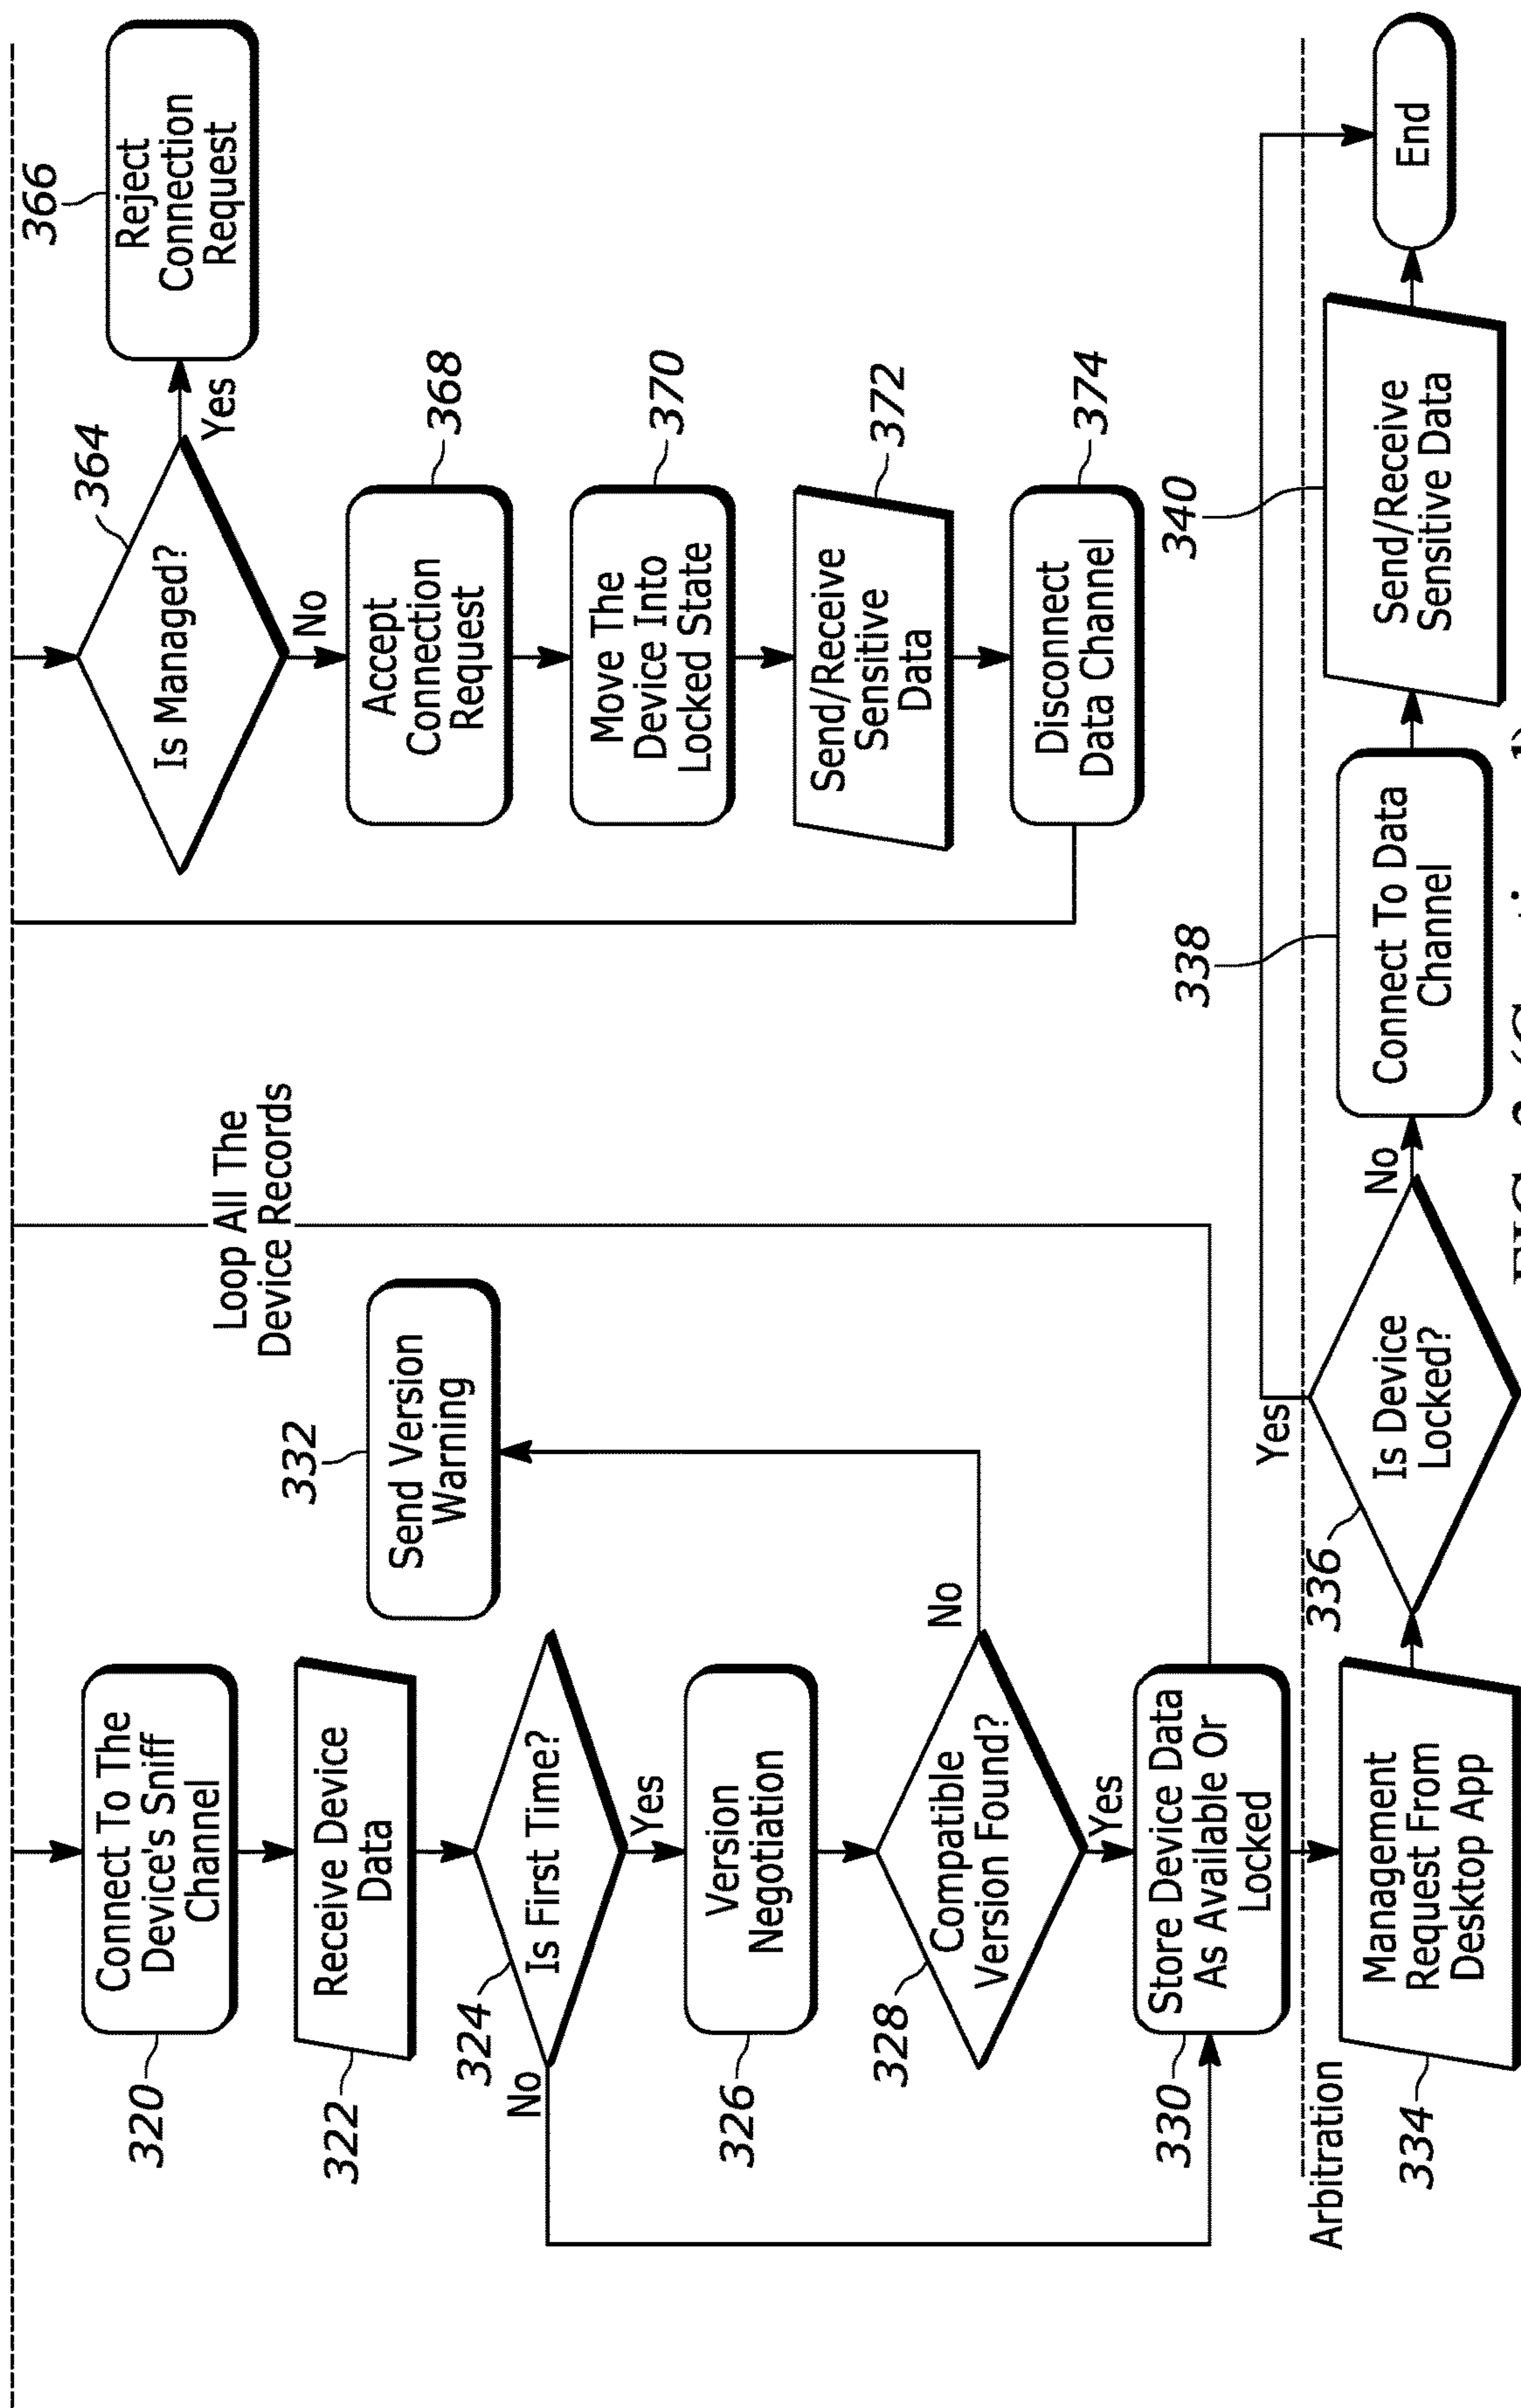 320
Connect To The
Device's Sniff
Channel
322
Receive Device
Data
324
Is First Time?
No
Yes
326
Version
Negotiation
328
Compatible
Version Found?
No
Yes
332
Send Version
Warning
330
Store Device Data
As Available Or
Locked
Loop All The
Device Records
364
Is Managed?
Yes
No
366
Reject
Connection
Request
368
Accept
Connection
Request
370
Move The
Device Into
Locked State
372
Send/Receive
Sensitive
Data
374
Disconnect
Data Channel
Arbitration
334
Management
Request From
Desktop App
336
Is Device
Locked?
Yes
No
338
Connect To Data
Channel
340
Send/Receive
Sensitive Data
End